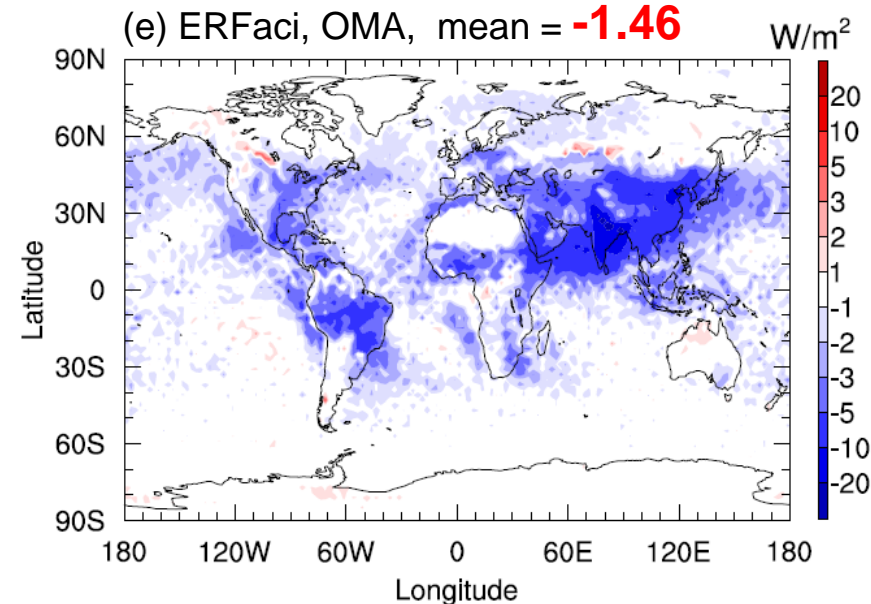 (e) ERFaci, OMA, mean = -1.46
W/m²
90N
60N
30N
0
30S
60S
90S
Latitude
180 120W 60W 0 60E 120E 180
Longitude
20
10
5
3
2
1
-1
-2
-3
-5
-10
-20